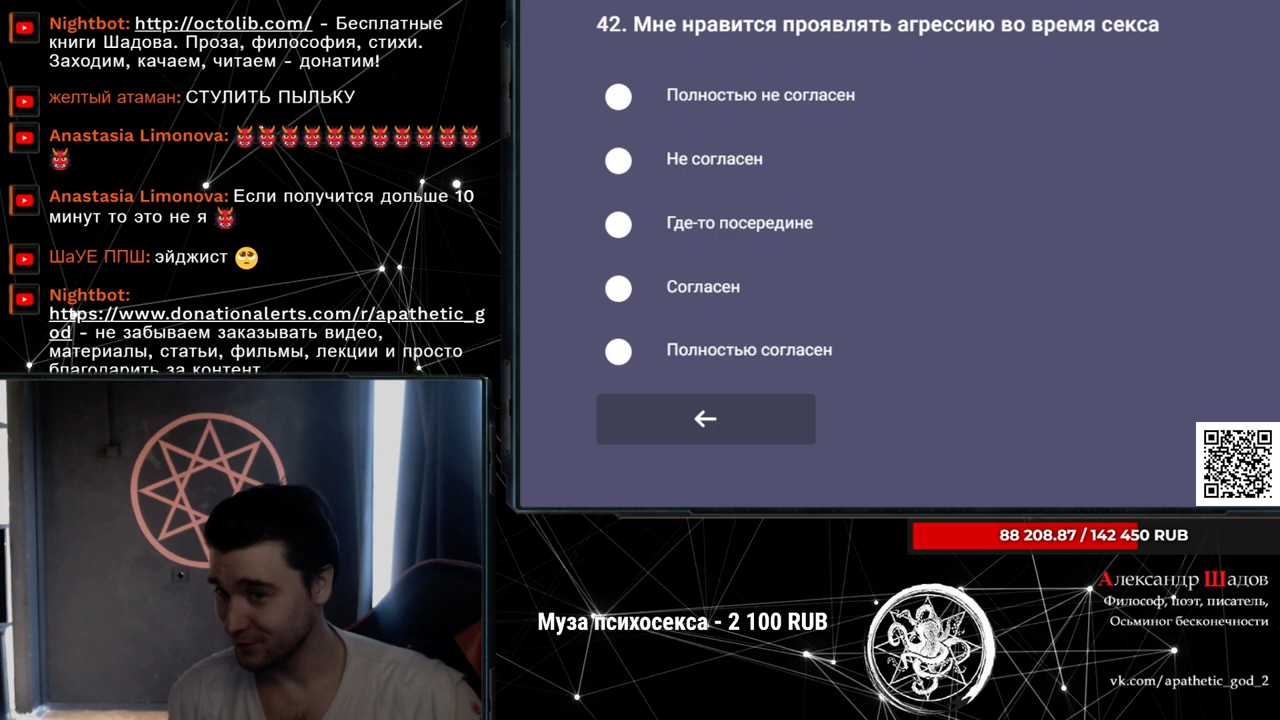 Nightbot: http://octolib.com/ - Бесплатные
книги Шадова. Проза, философия, стихи.
Заходим, качаем, читаем - донатим!
желтый атаман: СТУЛИТЬ ПЫЛЬКУ
Anastasia Limonova: 👹👹👹👹👹👹👹👹👹👹👹
👹
Anastasia Limonova: Если получится дольше 10
минут то это не я 👹
ШаУЕ ППШ: эйджист 🥺
Nightbot:
https://www.donationalerts.com/r/apathetic_g
od - не забываем заказывать видео,
материалы, статьи, фильмы, лекции и просто
благодарить за контент
42. Мне нравится проявлять агрессию во время секса
Полностью не согласен
Не согласен
Где-то посередине
Согласен
Полностью согласен
88 208.87 / 142 450 RUB
Муза психосекса - 2 100 RUB
Александр Шадов
Философ, поэт, писатель,
Осьминог бесконечности
vk.com/apathetic_god_2